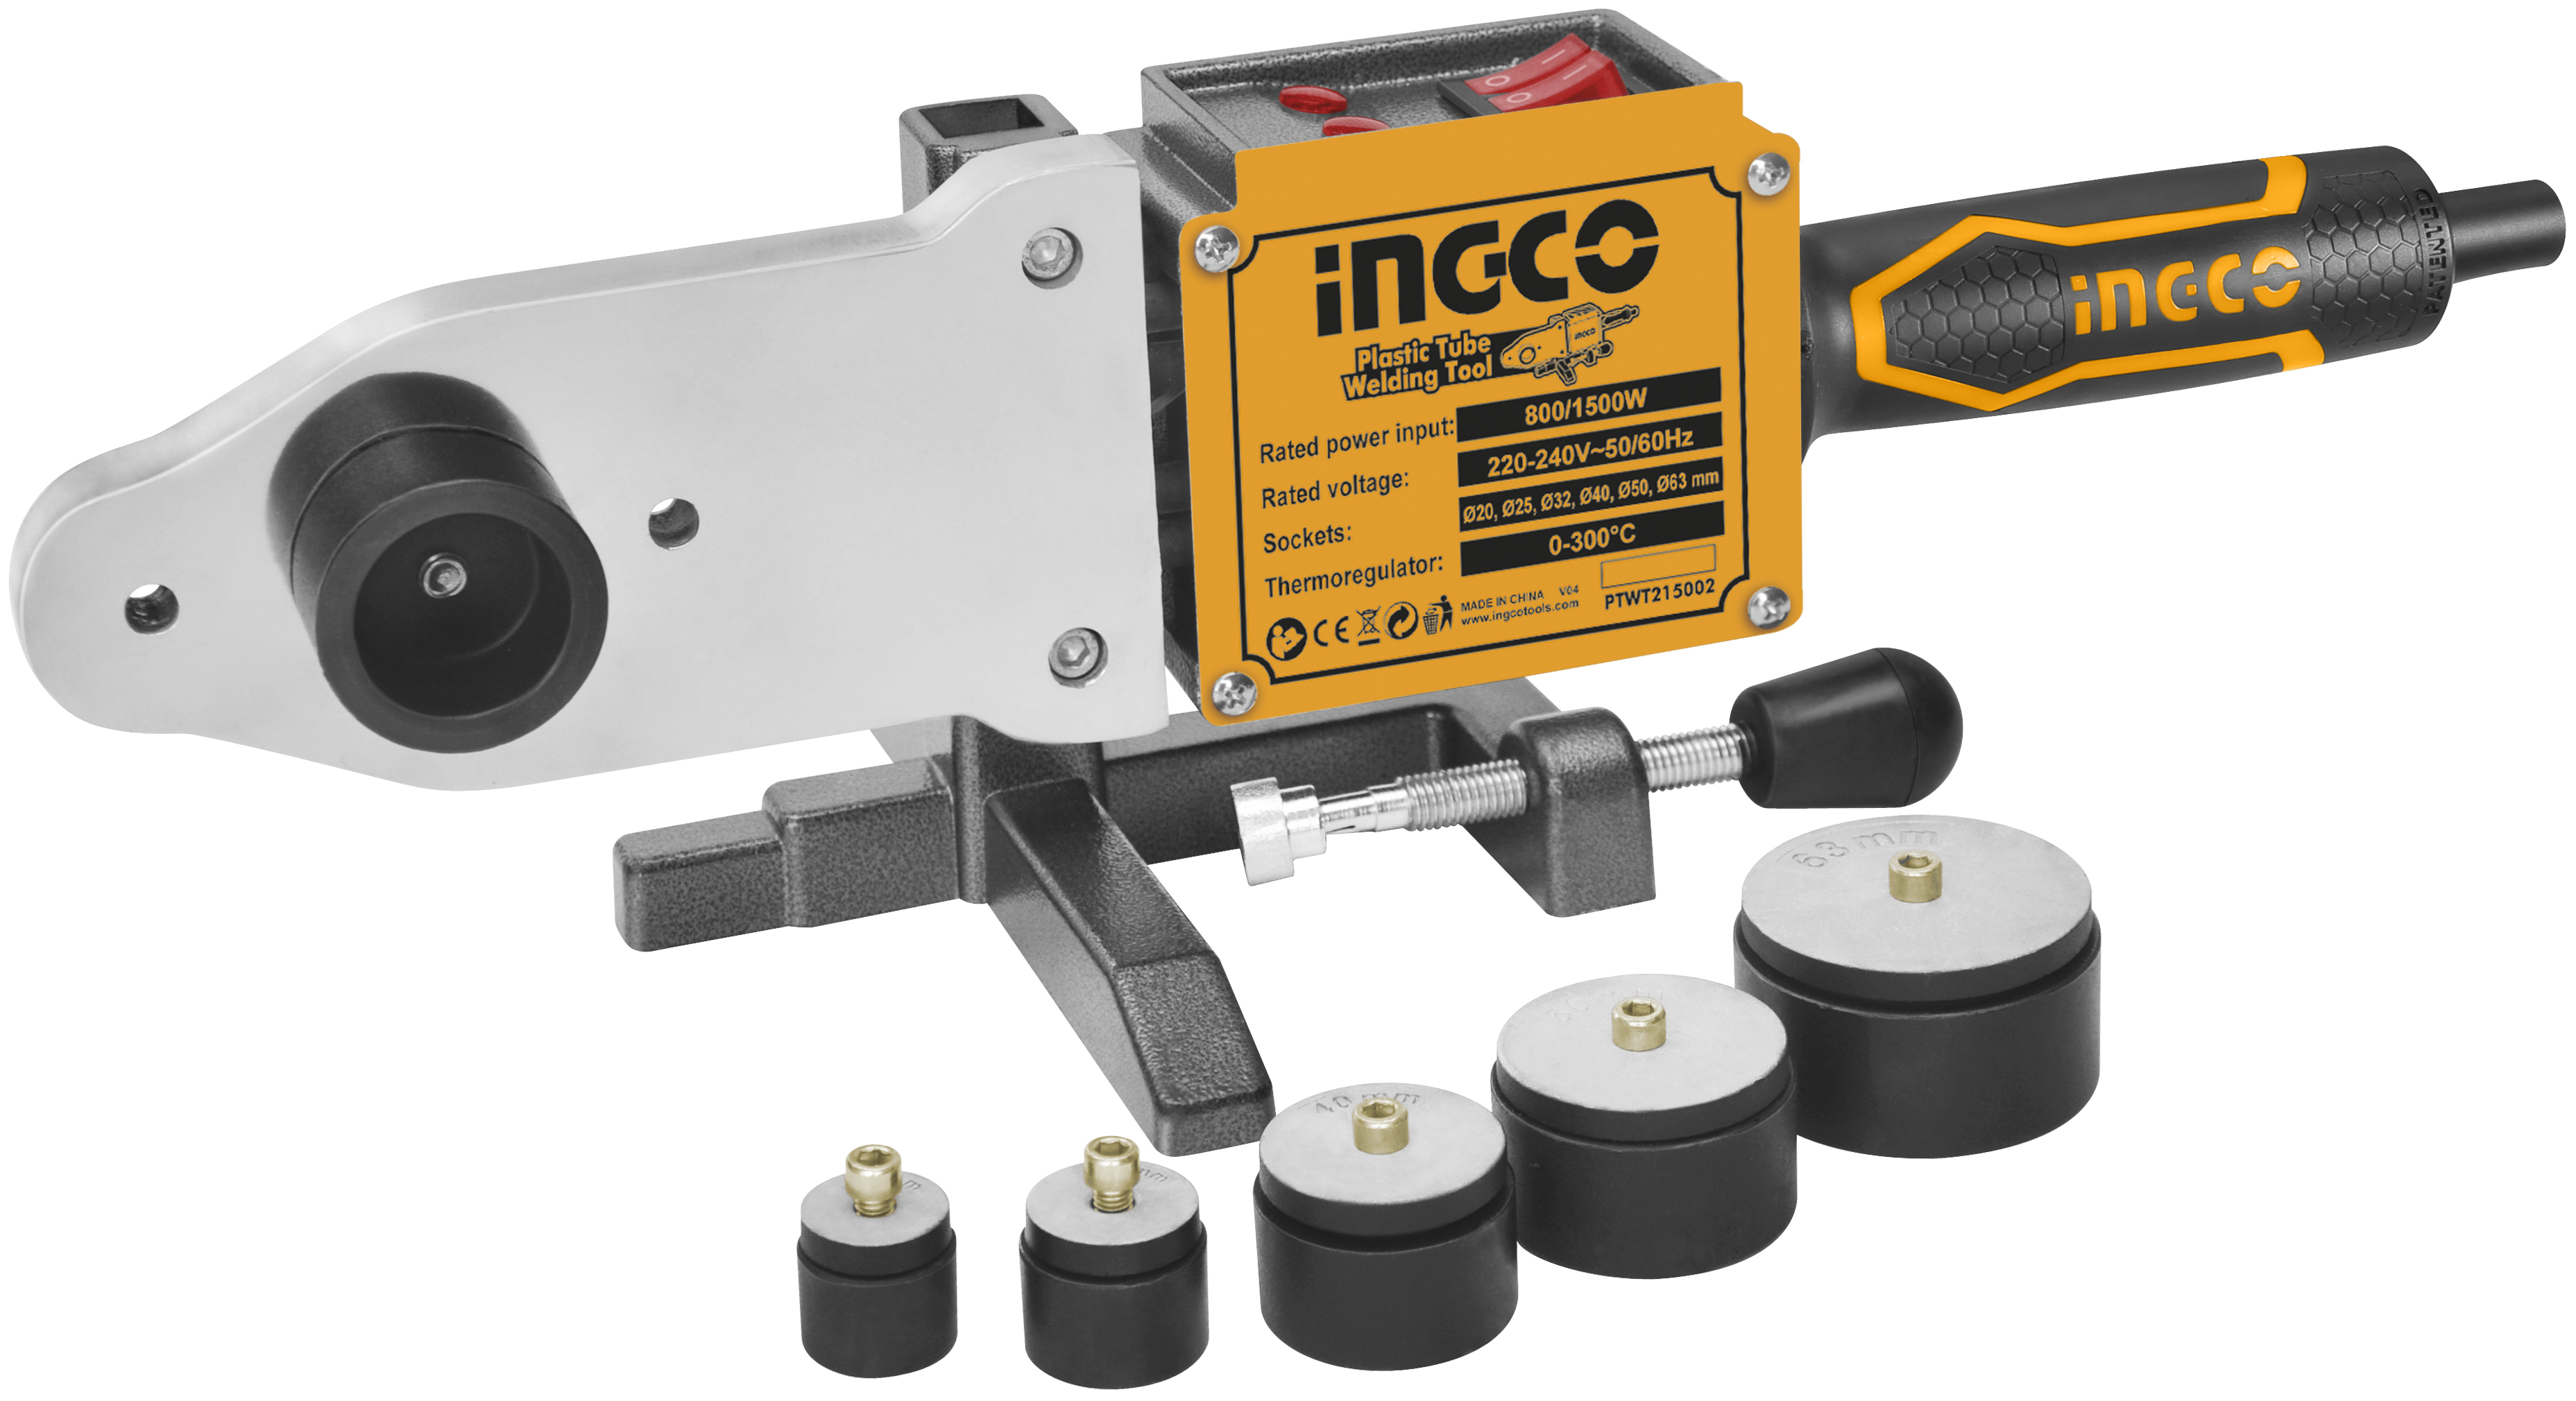 INGCO
Plastic Tube
Welding Tool
INGCO
Rated power input: 800/1500W
Rated voltage: 220-240V~50/60Hz
Sockets: Ø20, Ø25, Ø32, Ø40, Ø50, Ø63 mm
Thermoregulator: 0-300°C
CE
MADE IN CHINA V04
www.ingcotools.com
PTWT215002
INGCO
PATENTED
63 mm
40 mm